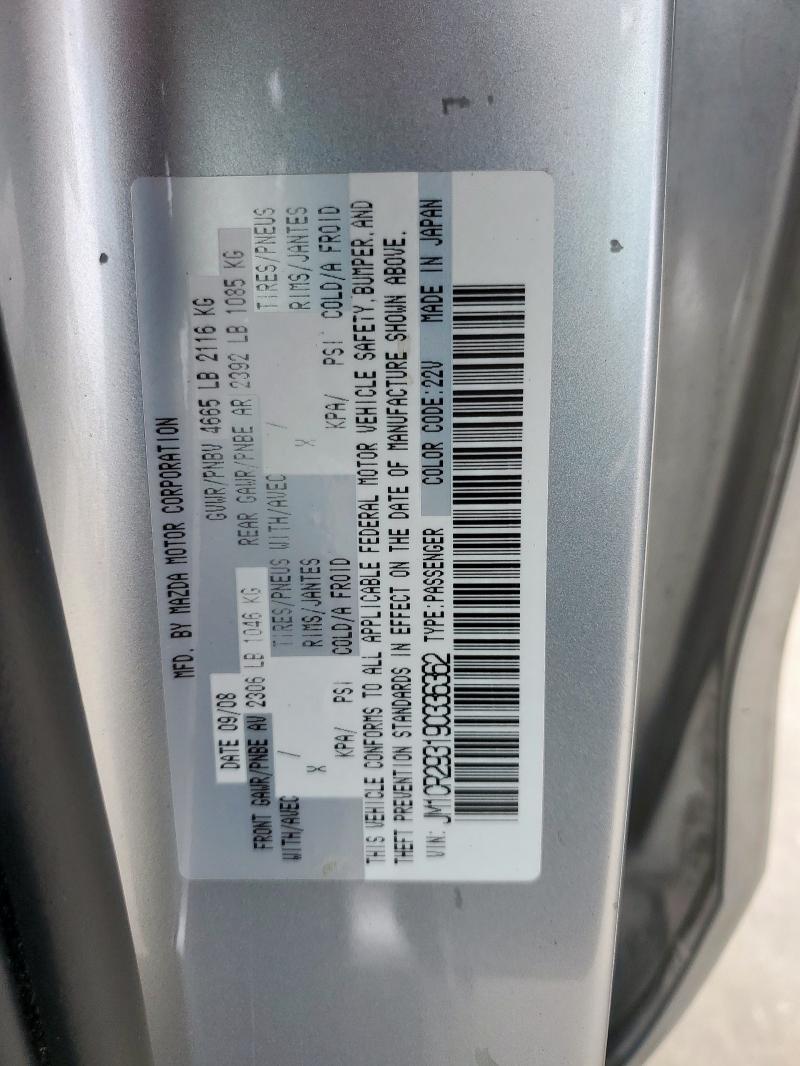 MFD. BY MAZDA MOTOR CORPORATION
DATE 09/08 GVWR/PNBV 4665 LB 2116 KG
FRONT GAWR/PNBE AV 2306 LB 1046 KG REAR GAWR/PNBE AR 2392 LB 1085 KG
WITH/AVEC / TIRES/PNEUS WITH/AVEC / TIRES/PNEUS
X RIMS/JANTES X RIMS/JANTES
KPA/ PSI COLD/A FROID KPA/ PSI COLD/A FROID
THIS VEHICLE CONFORMS TO ALL APPLICABLE FEDERAL MOTOR VEHICLE SAFETY,BUMPER,AND
THEFT PREVENTION STANDARDS IN EFFECT ON THE DATE OF MANUFACTURE SHOWN ABOVE.
VIN: JM1CR293190336362 TYPE:PASSENGER COLOR CODE:22V MADE IN JAPAN